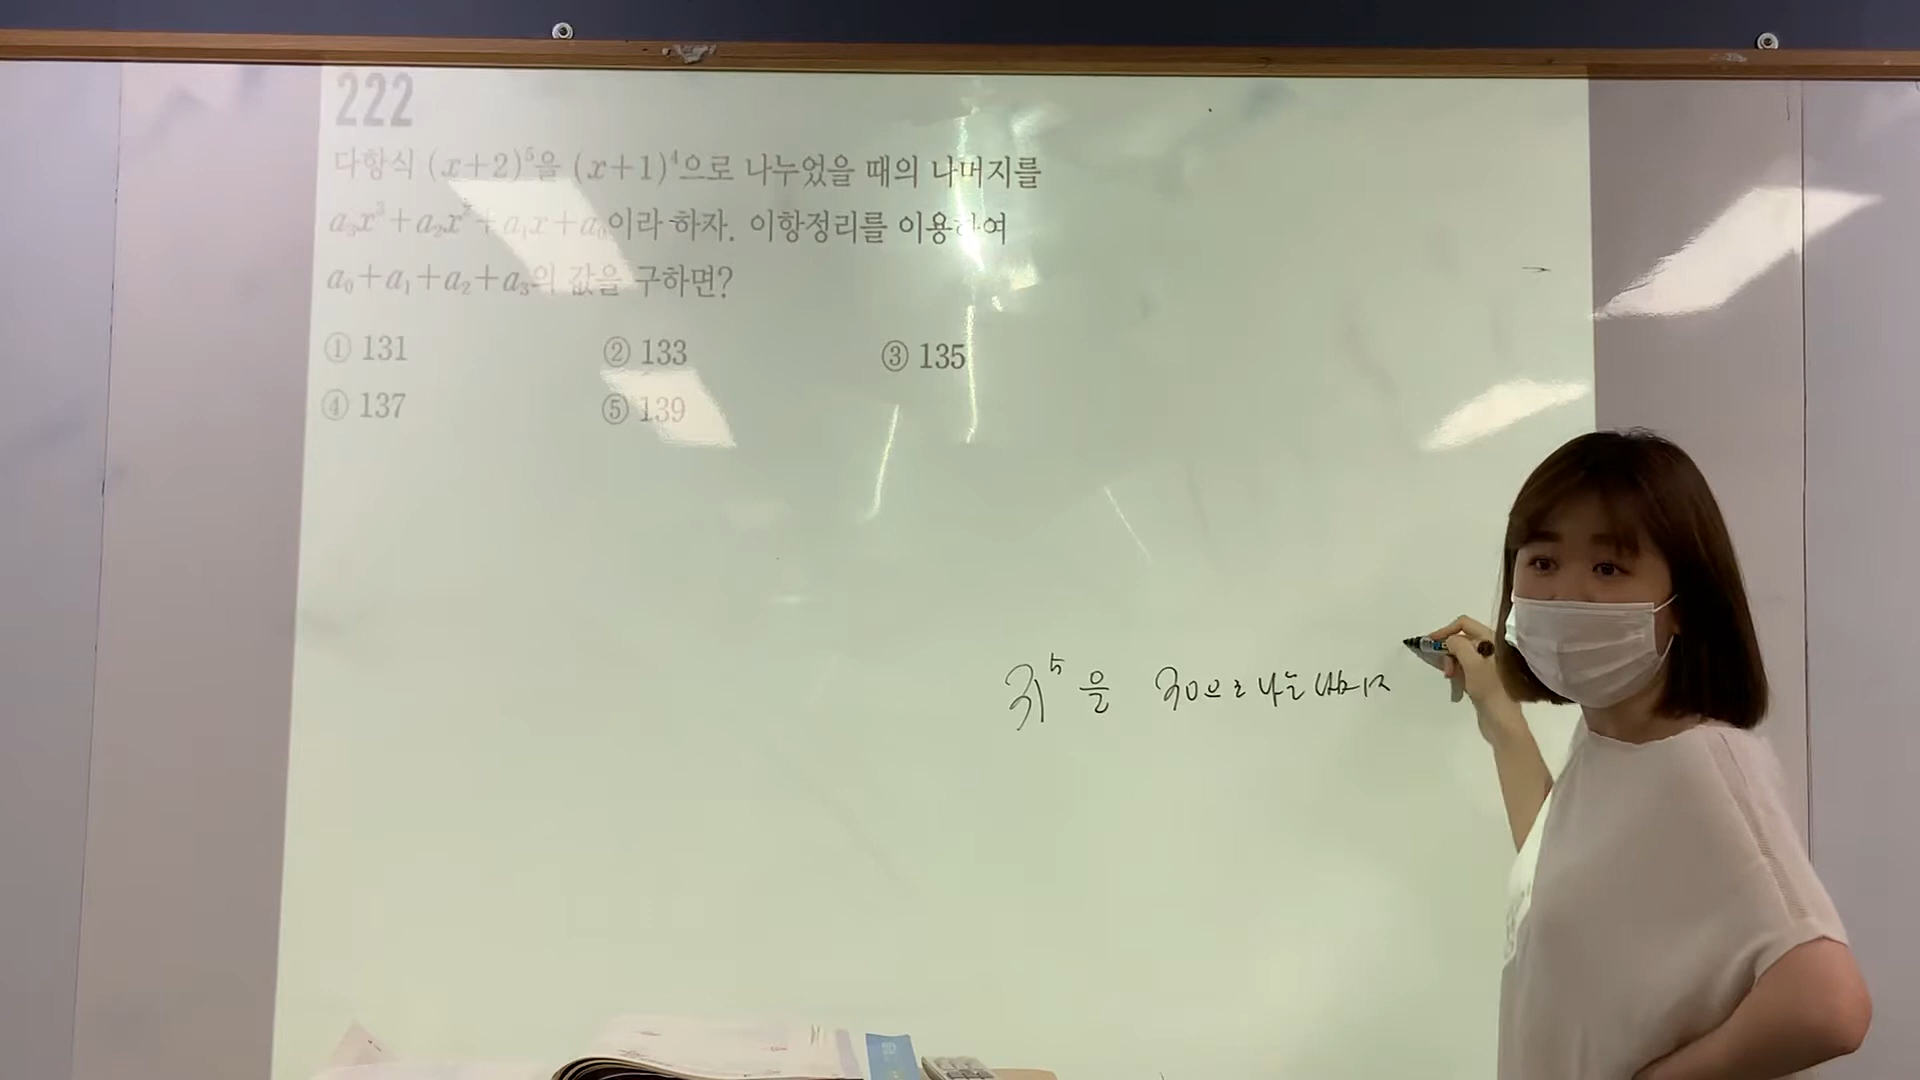 222
다항식 (x+2)⁵을 (x+1)⁴으로 나누었을 때의 나머지를
a₃x³+a₂x²+a₁x+a₀이라 하자. 이항정리를 이용하여
a₀+a₁+a₂+a₃의 값을 구하면?
① 131 ② 133 ③ 135
④ 137 ⑤ 139
31⁵을 30으로 나눈 나머지